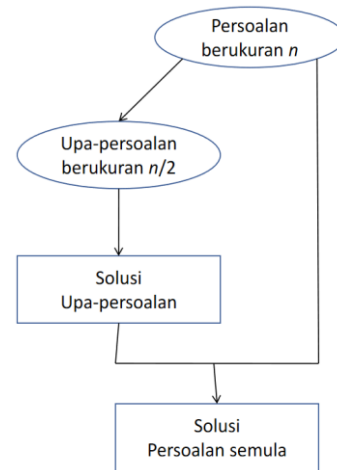 Persoalan
berukuran n
Upa-persoalan
berukuran n/2
Solusi
Upa-persoalan
Solusi
Persoalan semula